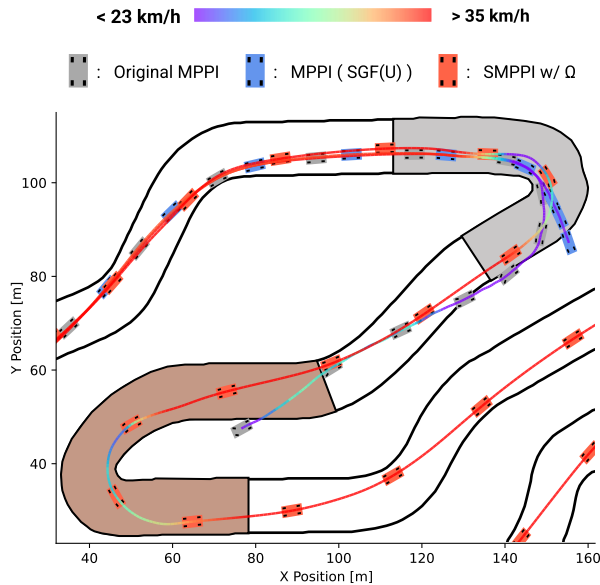 < 23 km/h > 35 km/h
: Original MPPI : MPPI ( SGF(U) ) : SMPPI w/ Ω
100
80
60
40
Y Position [m]
40 60 80 100 120 140 160
X Position [m]